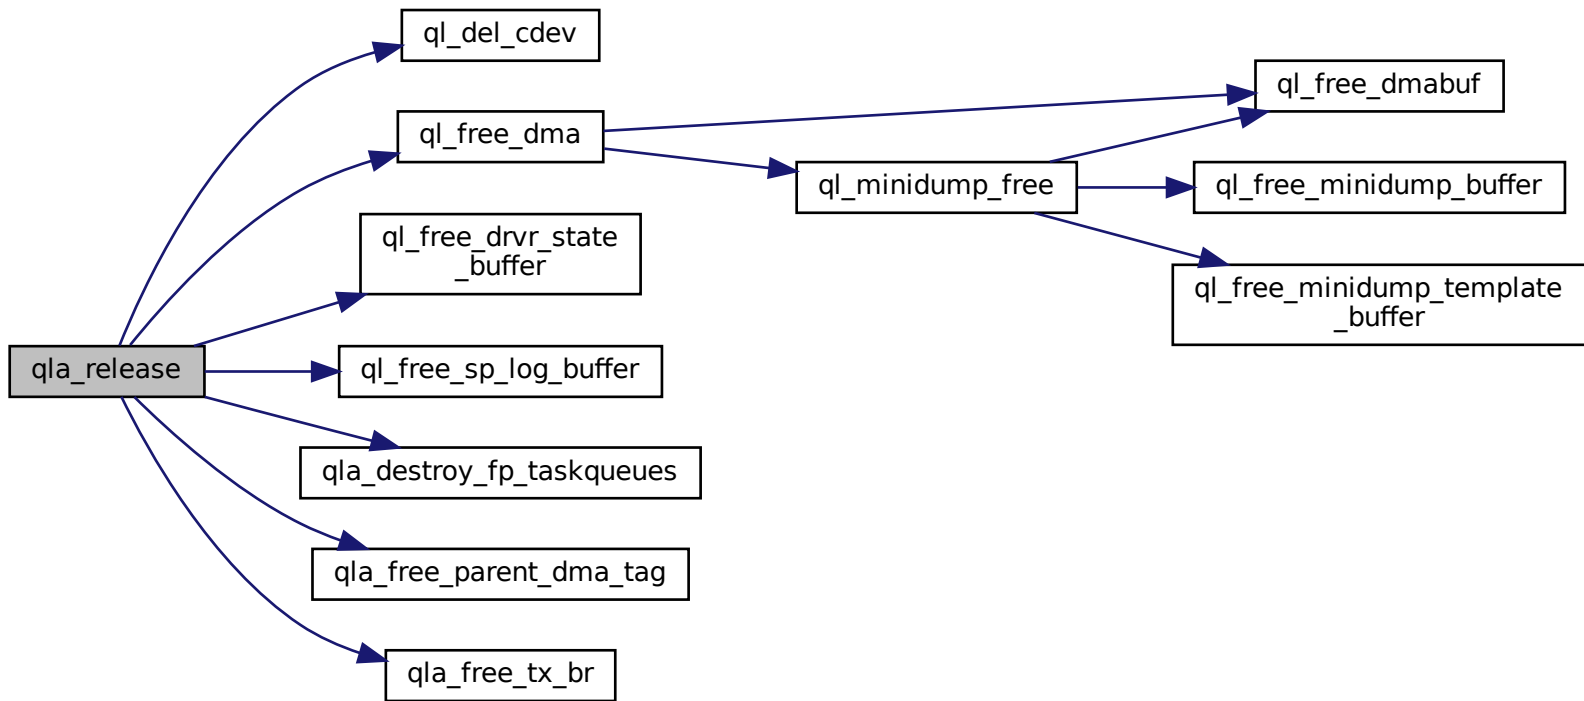 ql_del_cdev
ql_free_dmabuf
ql_free_dma
ql_minidump_free
ql_free_minidump_buffer
ql_free_drvr_state
_buffer
ql_free_minidump_template
_buffer
qla_release
ql_free_sp_log_buffer
qla_destroy_fp_taskqueues
qla_free_parent_dma_tag
qla_free_tx_br